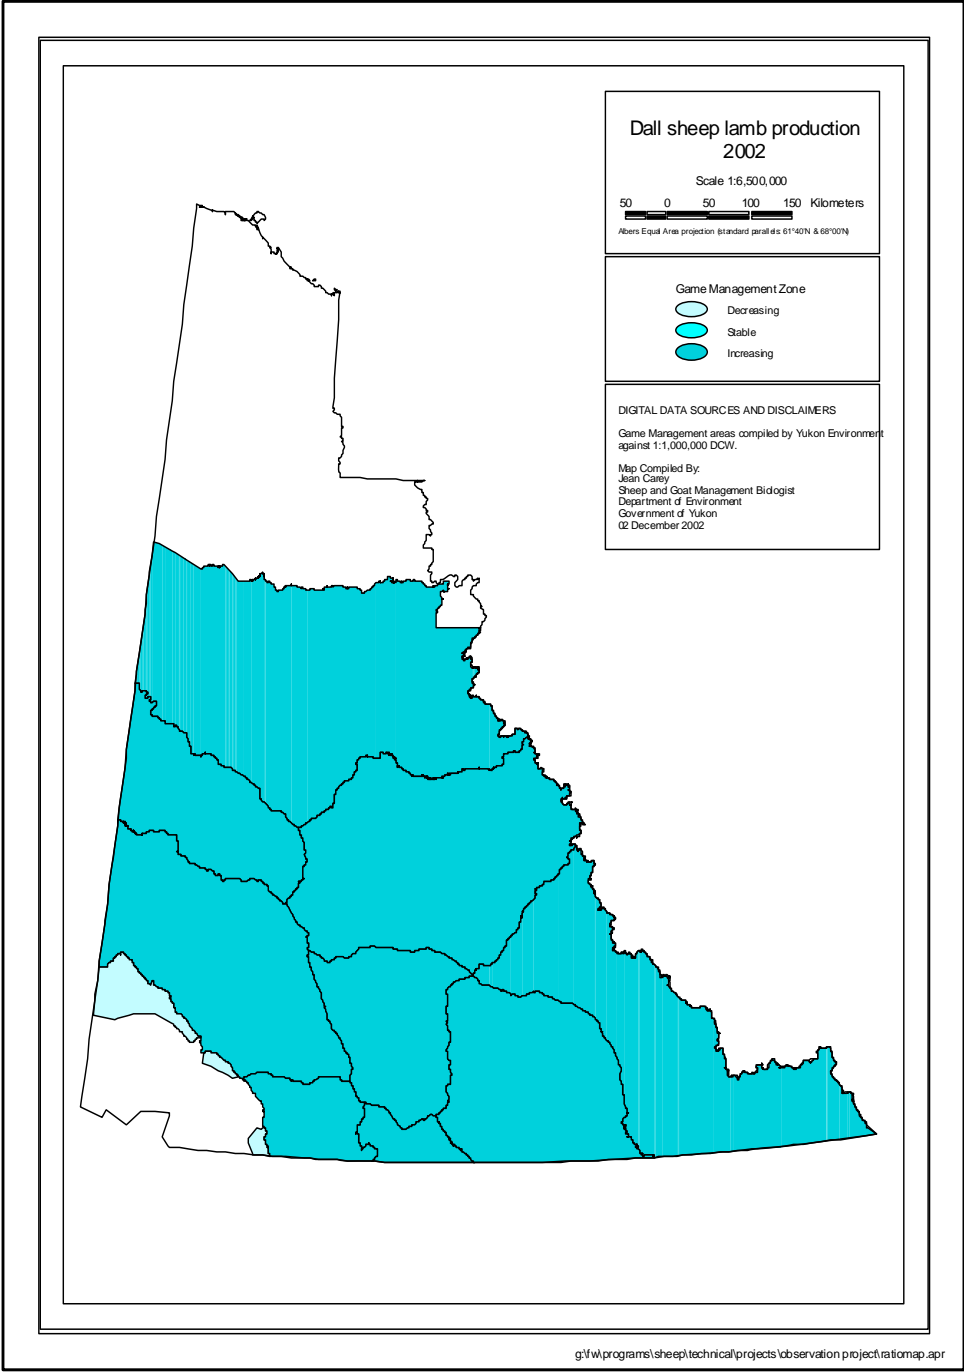 Dall sheep lamb production
2002
Scale 1:6,500,000
50 0 50 100 150 Kilometers
Albers Equal Area projection (standard parallels: 61°40'N & 68°00'N)
Game Management Zone
Decreasing
Stable
Increasing
DIGITAL DATA SOURCES AND DISCLAIMERS
Game Management areas compiled by Yukon Environment
against 1:1,000,000 DCW.
Map Compiled By:
Jean Carey
Sheep and Goat Management Biologist
Department of Environment
Government of Yukon
02 December 2002
g:\fw\programs\sheep\technical\projects\observation project\ratiomap.apr